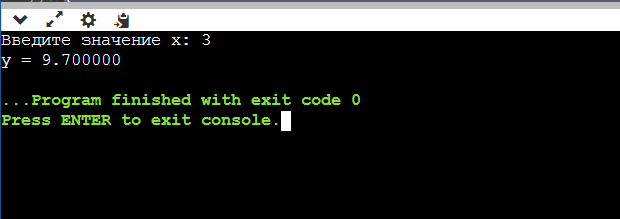 Введите значение x: 3
y = 9.700000
...Program finished with exit code 0
Press ENTER to exit console.